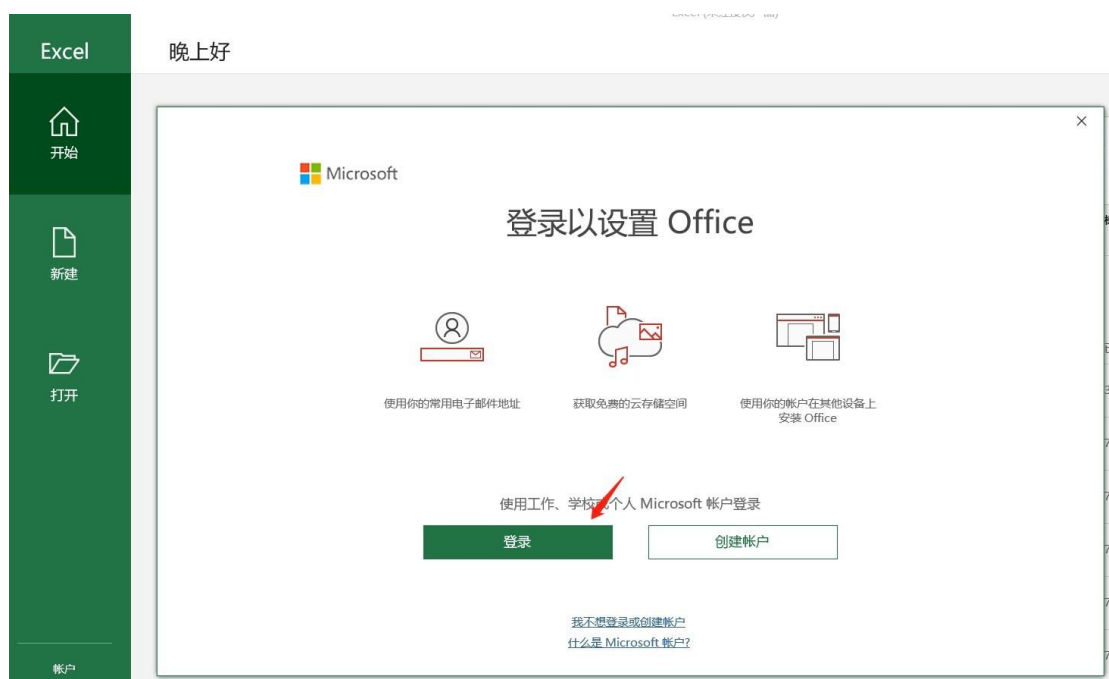 Excel
晚上好
开始
新建
打开
帐户
Microsoft
登录以设置 Office
使用你的常用电子邮件地址
获取免费的云存储空间
使用你的帐户在其他设备上
安装 Office
使用工作、学校或个人 Microsoft 帐户登录
登录
创建帐户
我不想登录或创建帐户
什么是 Microsoft 帐户?